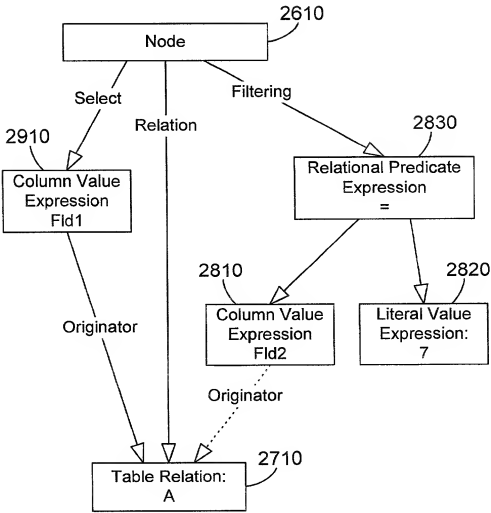 2610
Node
Select
Relation
Filtering
2910
2830
Column Value
Expression
Fld1
Relational Predicate
Expression
=
2810
2820
Originator
Column Value
Expression
Fld2
Literal Value
Expression:
7
Originator
2710
Table Relation:
A